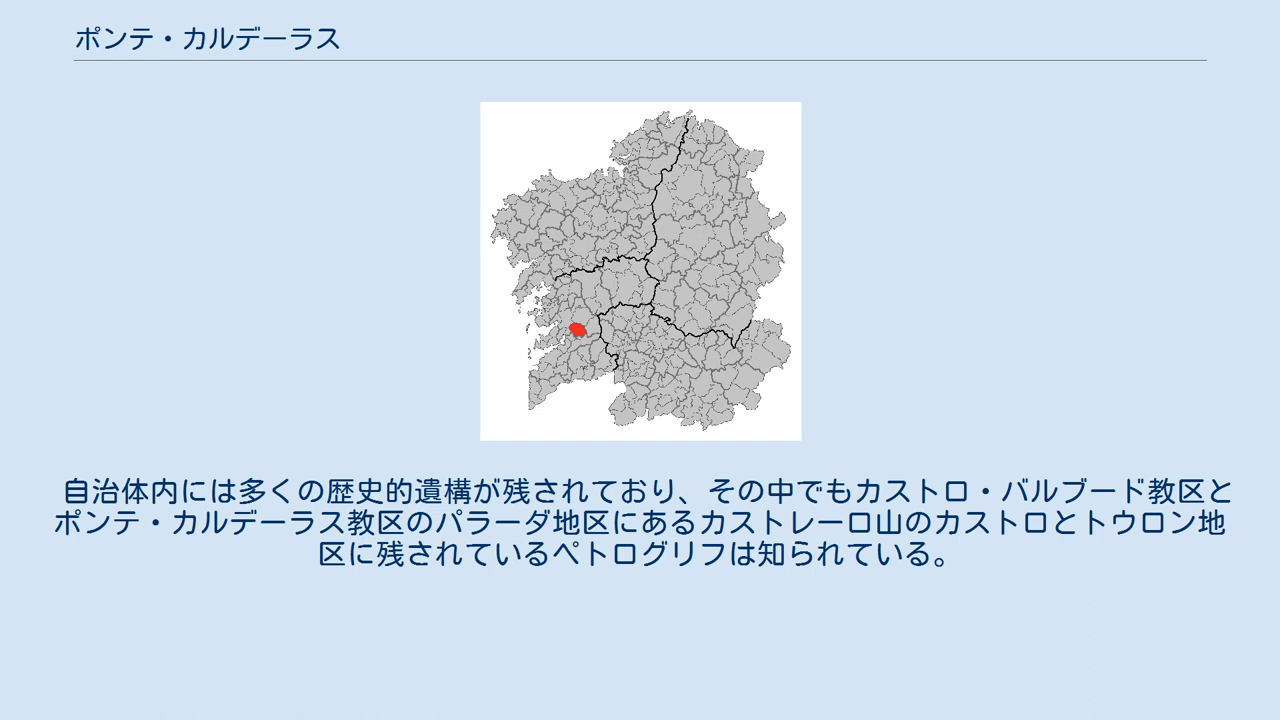 ポンテ・カルデーラス
自治体内には多くの歴史的遺構が残されており、その中でもカストロ・バルブード教区と
ポンテ・カルデーラス教区のパラーダ地区にあるカストレーロ山のカストロとトウロン地
区に残されているペトログリフは知られている。